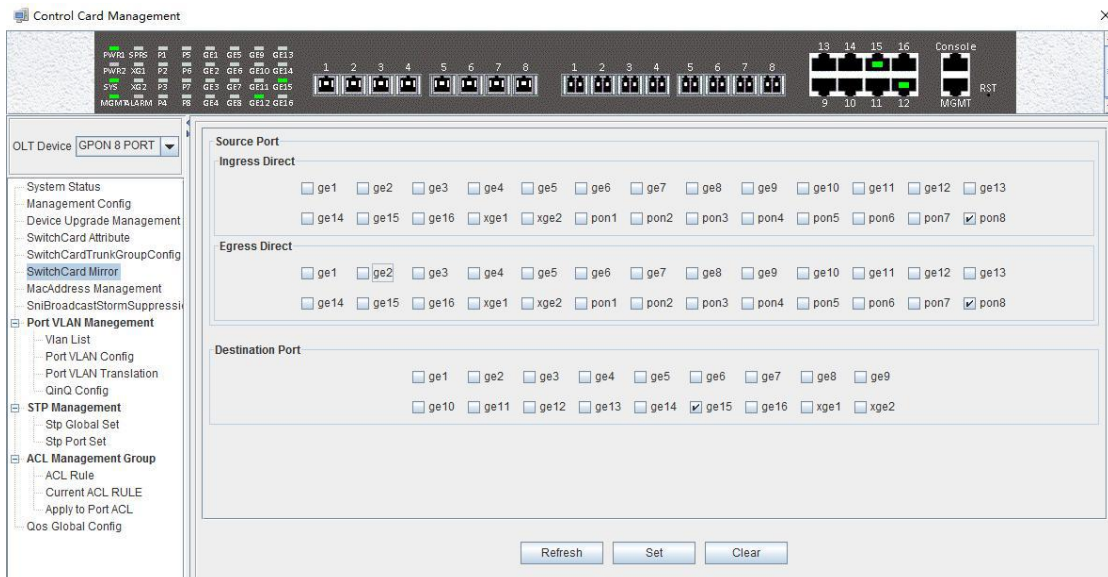 Control Card Management
PWR1 SPRS P1 P5 GE1 GE5 GE9 GE13
PWR2 XG1 P2 P6 GE2 GE6 GE10 GE14
SYS XG2 P3 P7 GE3 GE7 GE11 GE15
MGMT ALARM P4 P8 GE4 GE8 GE12 GE16
1 2 3 4 5 6 7 8 1 2 3 4 5 6 7 8
13 14 15 16 Console
9 10 11 12 MGMT RST
OLT Device GPON 8 PORT
System Status
Management Config
Device Upgrade Management
SwitchCard Attribute
SwitchCardTrunkGroupConfig
SwitchCard Mirror
MacAddress Management
SniBroadcastStormSuppressi
Port VLAN Management
Vlan List
Port VLAN Config
Port VLAN Translation
QinQ Config
STP Management
Stp Global Set
Stp Port Set
ACL Management Group
ACL Rule
Current ACL RULE
Apply to Port ACL
Qos Global Config
Source Port
Ingress Direct
ge1 ge2 ge3 ge4 ge5 ge6 ge7 ge8 ge9 ge10 ge11 ge12 ge13
ge14 ge15 ge16 xge1 xge2 pon1 pon2 pon3 pon4 pon5 pon6 pon7 pon8
Egress Direct
ge1 ge2 ge3 ge4 ge5 ge6 ge7 ge8 ge9 ge10 ge11 ge12 ge13
ge14 ge15 ge16 xge1 xge2 pon1 pon2 pon3 pon4 pon5 pon6 pon7 pon8
Destination Port
ge1 ge2 ge3 ge4 ge5 ge6 ge7 ge8 ge9
ge10 ge11 ge12 ge13 ge14 ge15 ge16 xge1 xge2
Refresh Set Clear